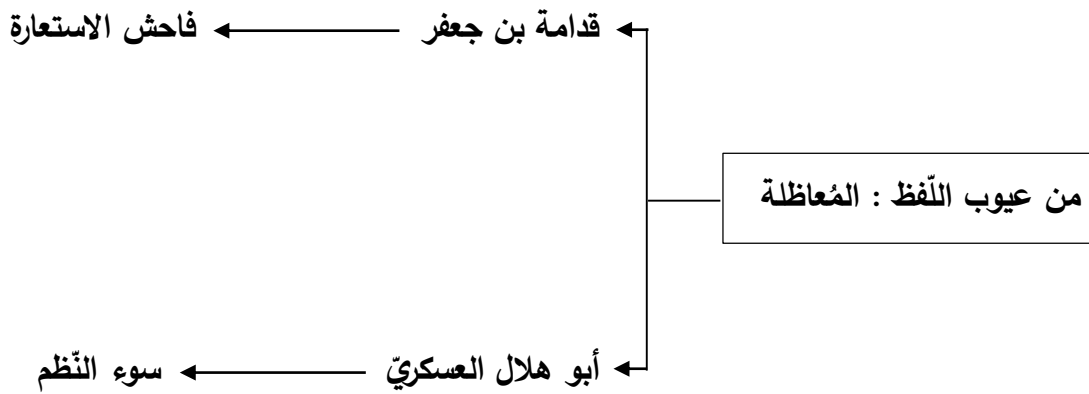 قدامة بن جعفر
فاحش الاستعارة
من عيوب اللّفظ : المُعاظلة
أبو هلال العسكريّ
سوء النّظم